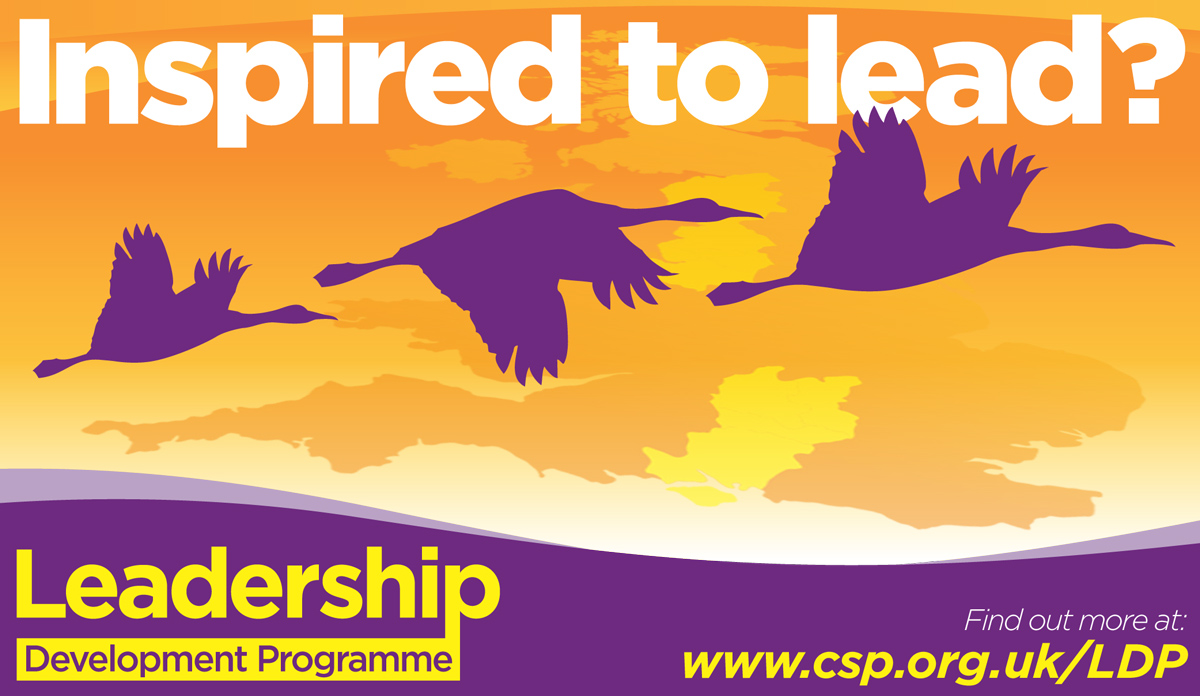 Inspired to lead?
Leadership
Development Programme
Find out more at:
www.csp.org.uk/LDP